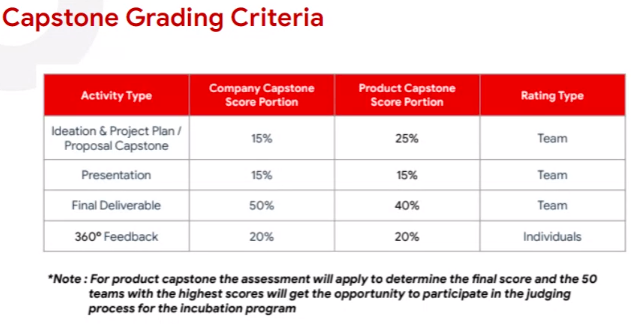 Capstone Grading Criteria
Activity Type
Company Capstone
Score Portion
Product Capstone
Score Portion
Rating Type
Ideation & Project Plan /
Proposal Capstone
15%
25%
Team
Presentation
15%
15%
Team
Final Deliverable
50%
40%
Team
360° Feedback
20%
20%
Individuals
*Note : For product capstone the assessment will apply to determine the final score and the 50
teams with the highest scores will get the opportunity to participate in the judging
process for the incubation program